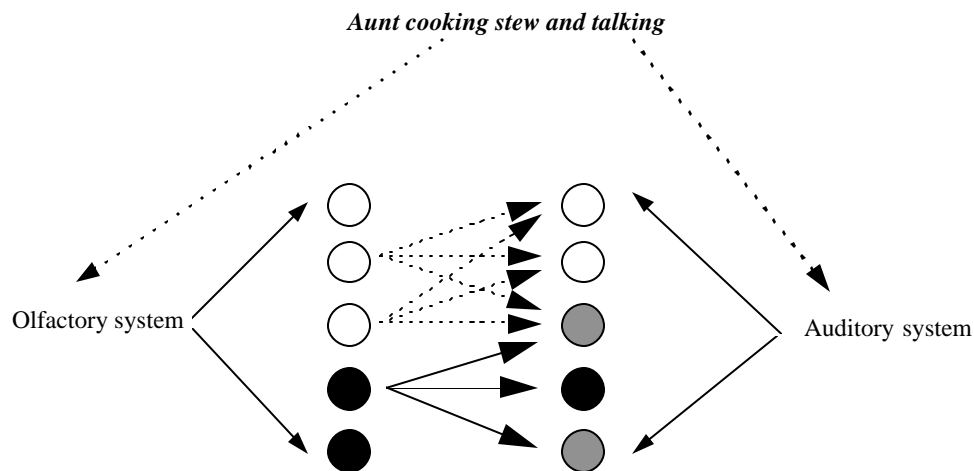 Aunt cooking stew and talking
Olfactory system
Auditory system